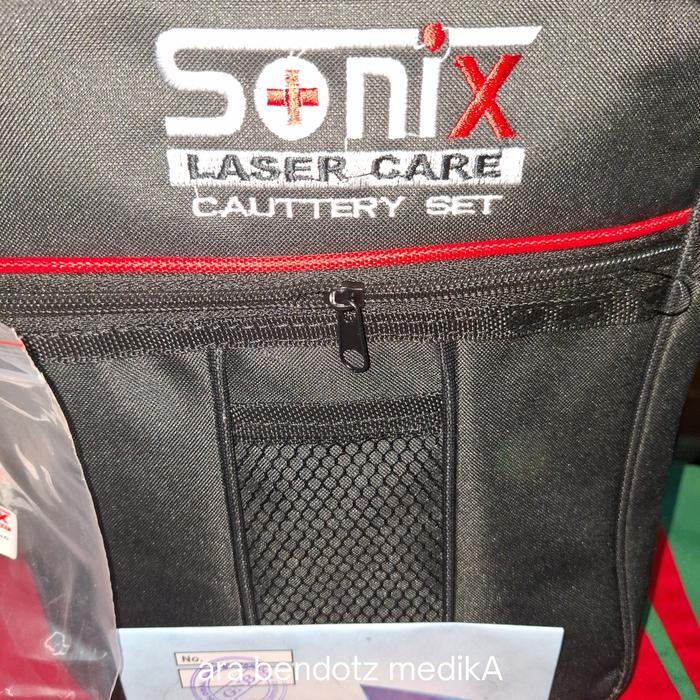 Sonix
LASER CARE
CAUTTERY SET
No.
ara bendotz medikA